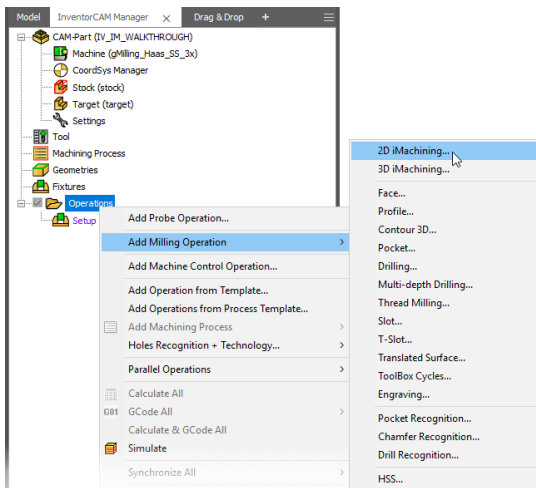 Model InventorCAM Manager × Drag & Drop +
CAM-Part (IV_IM_WALKTHROUGH)
Machine (gMilling_Haas_SS_3x)
CoordSys Manager
Stock (stock)
Target (target)
Settings
Tool
Machining Process
Geometries
Fixtures
Operations
Setup
Add Probe Operation...
Add Milling Operation
Add Machine Control Operation...
Add Operation from Template...
Add Operations from Process Template...
Add Machining Process
Holes Recognition + Technology...
Parallel Operations
Calculate All
G01 GCode All
Calculate & GCode All
Simulate
Synchronize All
2D iMachining...
3D iMachining...
Face...
Profile...
Contour 3D...
Pocket...
Drilling...
Multi-depth Drilling...
Thread Milling...
Slot...
T-Slot...
Translated Surface...
ToolBox Cycles...
Engraving...
Pocket Recognition...
Chamfer Recognition...
Drill Recognition...
HSS...